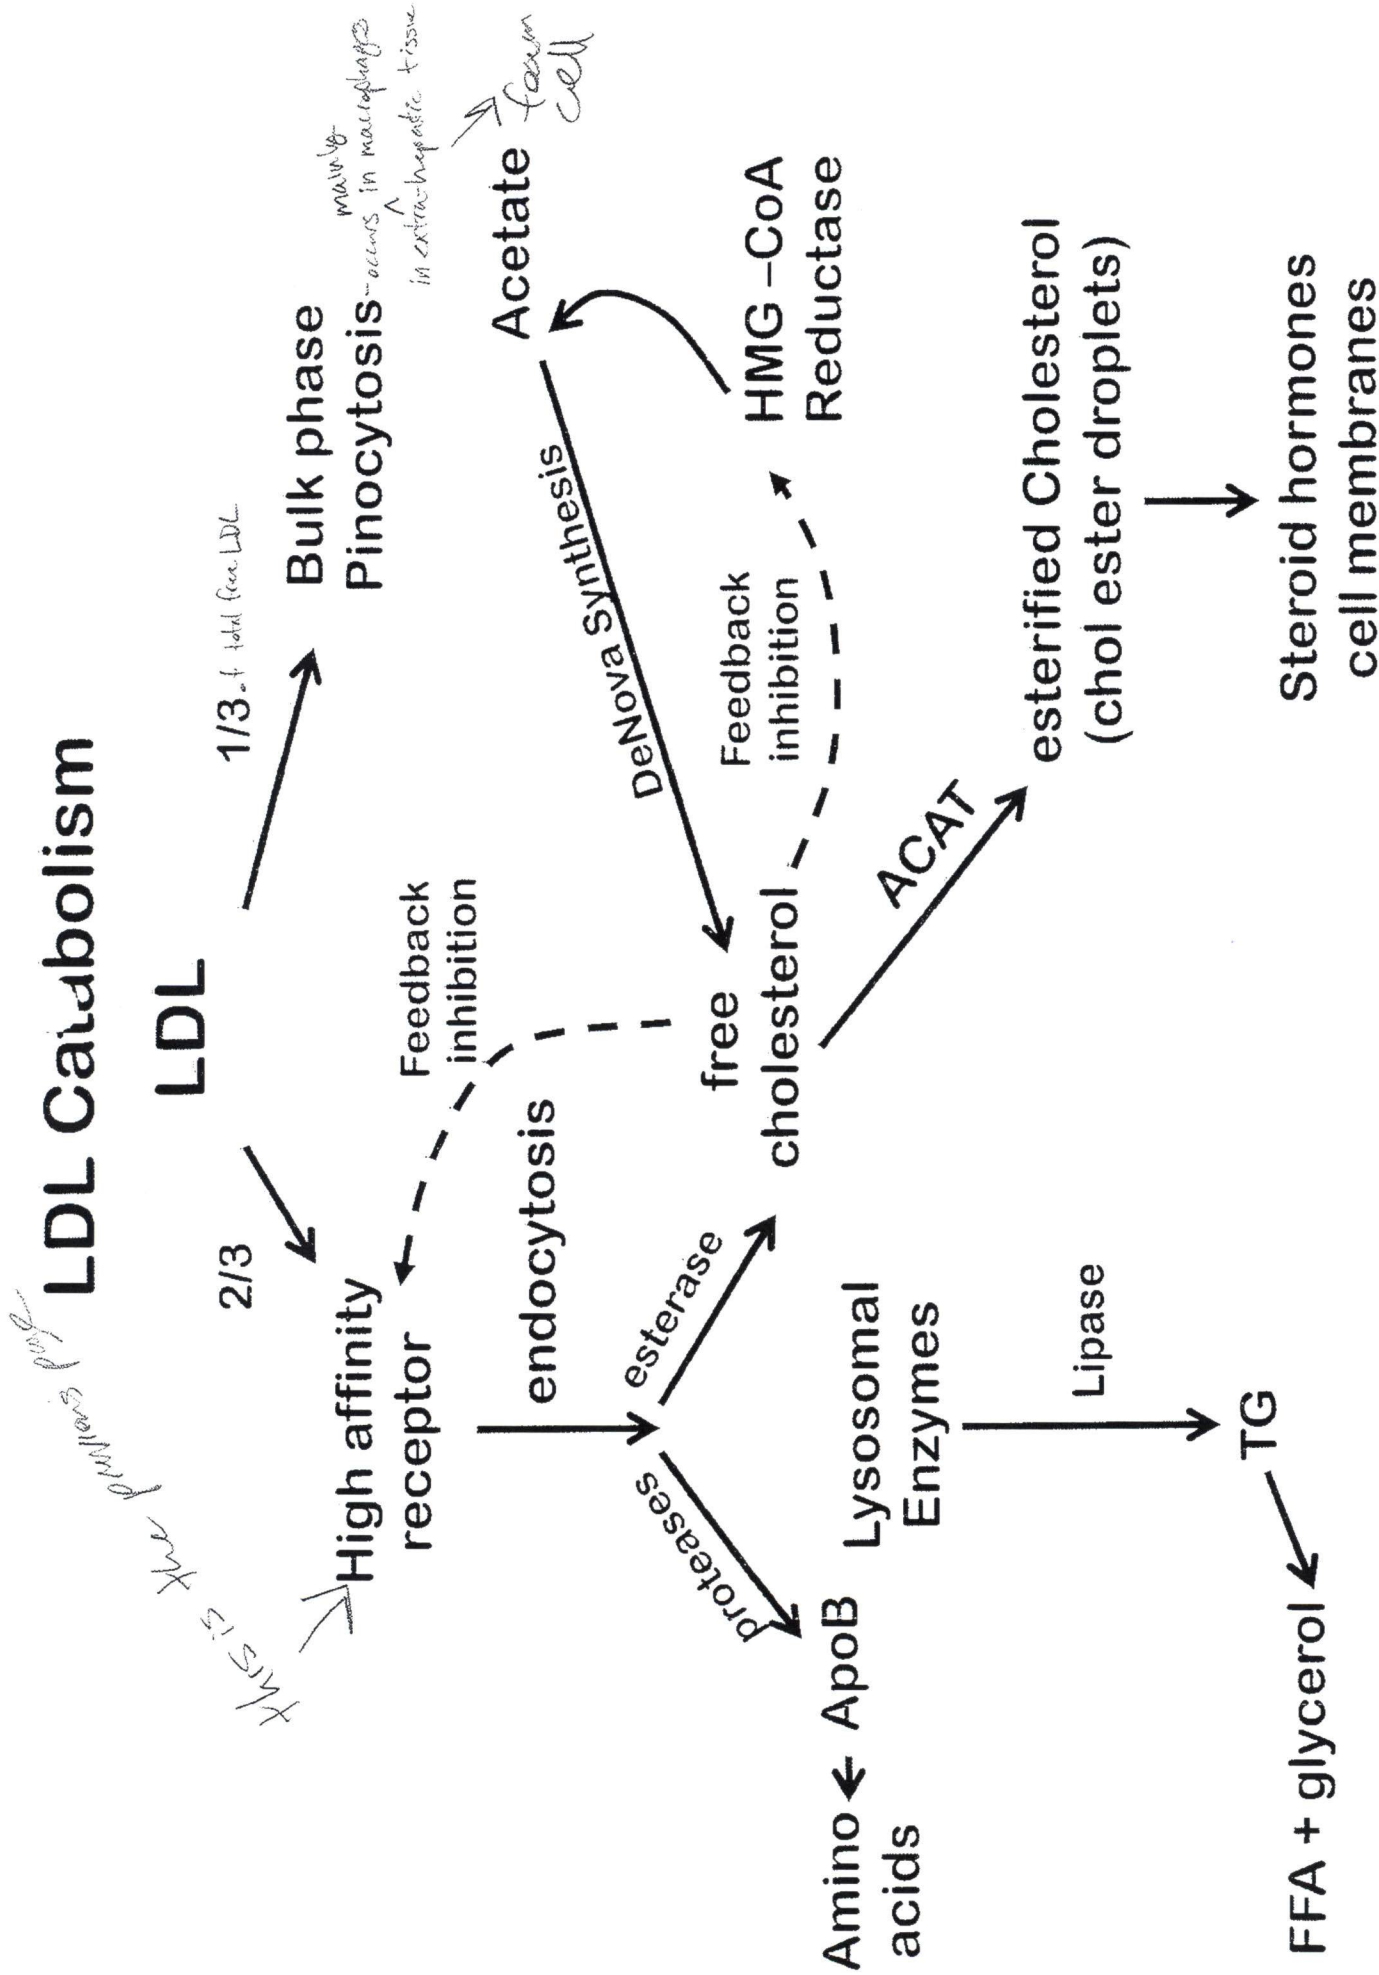 LDL Catabolism
this is the previous page
LDL
2/3
1/3 of total free LDL
High affinity
receptor
Bulk phase
Pinocytosis
mainly
- occurs in macrophages
in extra-hepatic tissue
foam
cell
Feedback
inhibition
endocytosis
Acetate
DeNova Synthesis
proteases
esterase
free
cholesterol
Feedback
inhibition
HMG –CoA
Reductase
Amino
acids
ApoB
Lysosomal
Enzymes
ACAT
esterified Cholesterol
(chol ester droplets)
Lipase
TG
FFA + glycerol
Steroid hormones
cell membranes